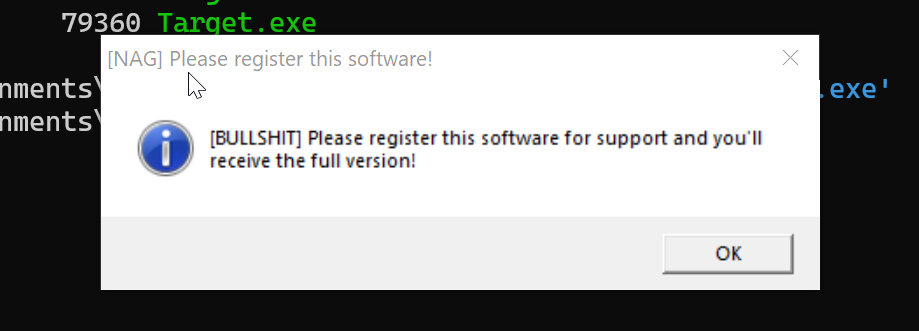 79360 Target.exe
[NAG] Please register this software!
nments\
.exe'
nments\
[BULLSHIT] Please register this software for support and you'll
receive the full version!
OK